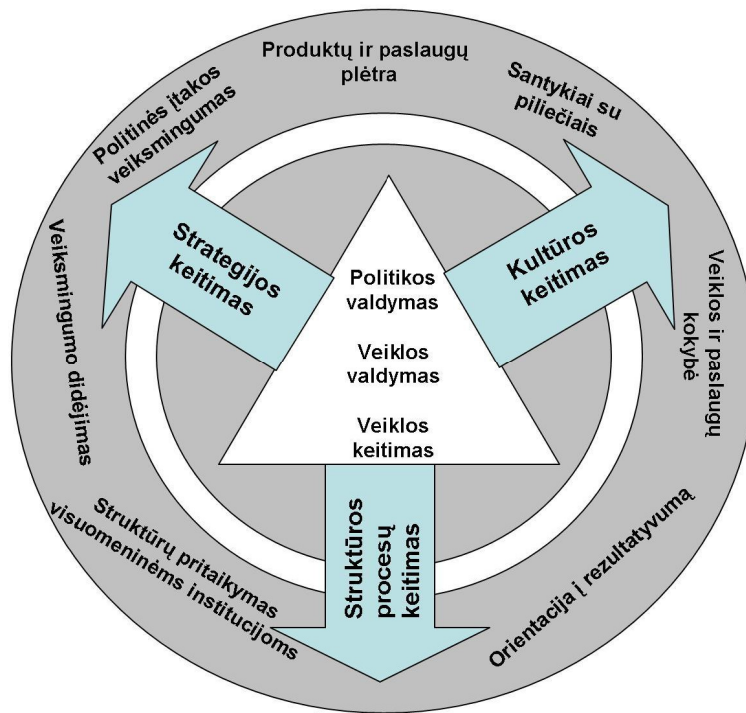 Produktų ir paslaugų
plėtra
Politinės įtakos
veiksmingumas
Santykiai su
piliečiais
Strategijos
keitimas
Kultūros
keitimas
Politikos
valdymas
Veiklos
valdymas
Veiklos
keitimas
Veiksmingumo didėjimas
Veiklos ir paslaugų
kokybė
Struktūros
procesų
keitimas
Struktūrų pritaikymas
visuomeninėms institucijoms
Orientacija į rezultatyvumą